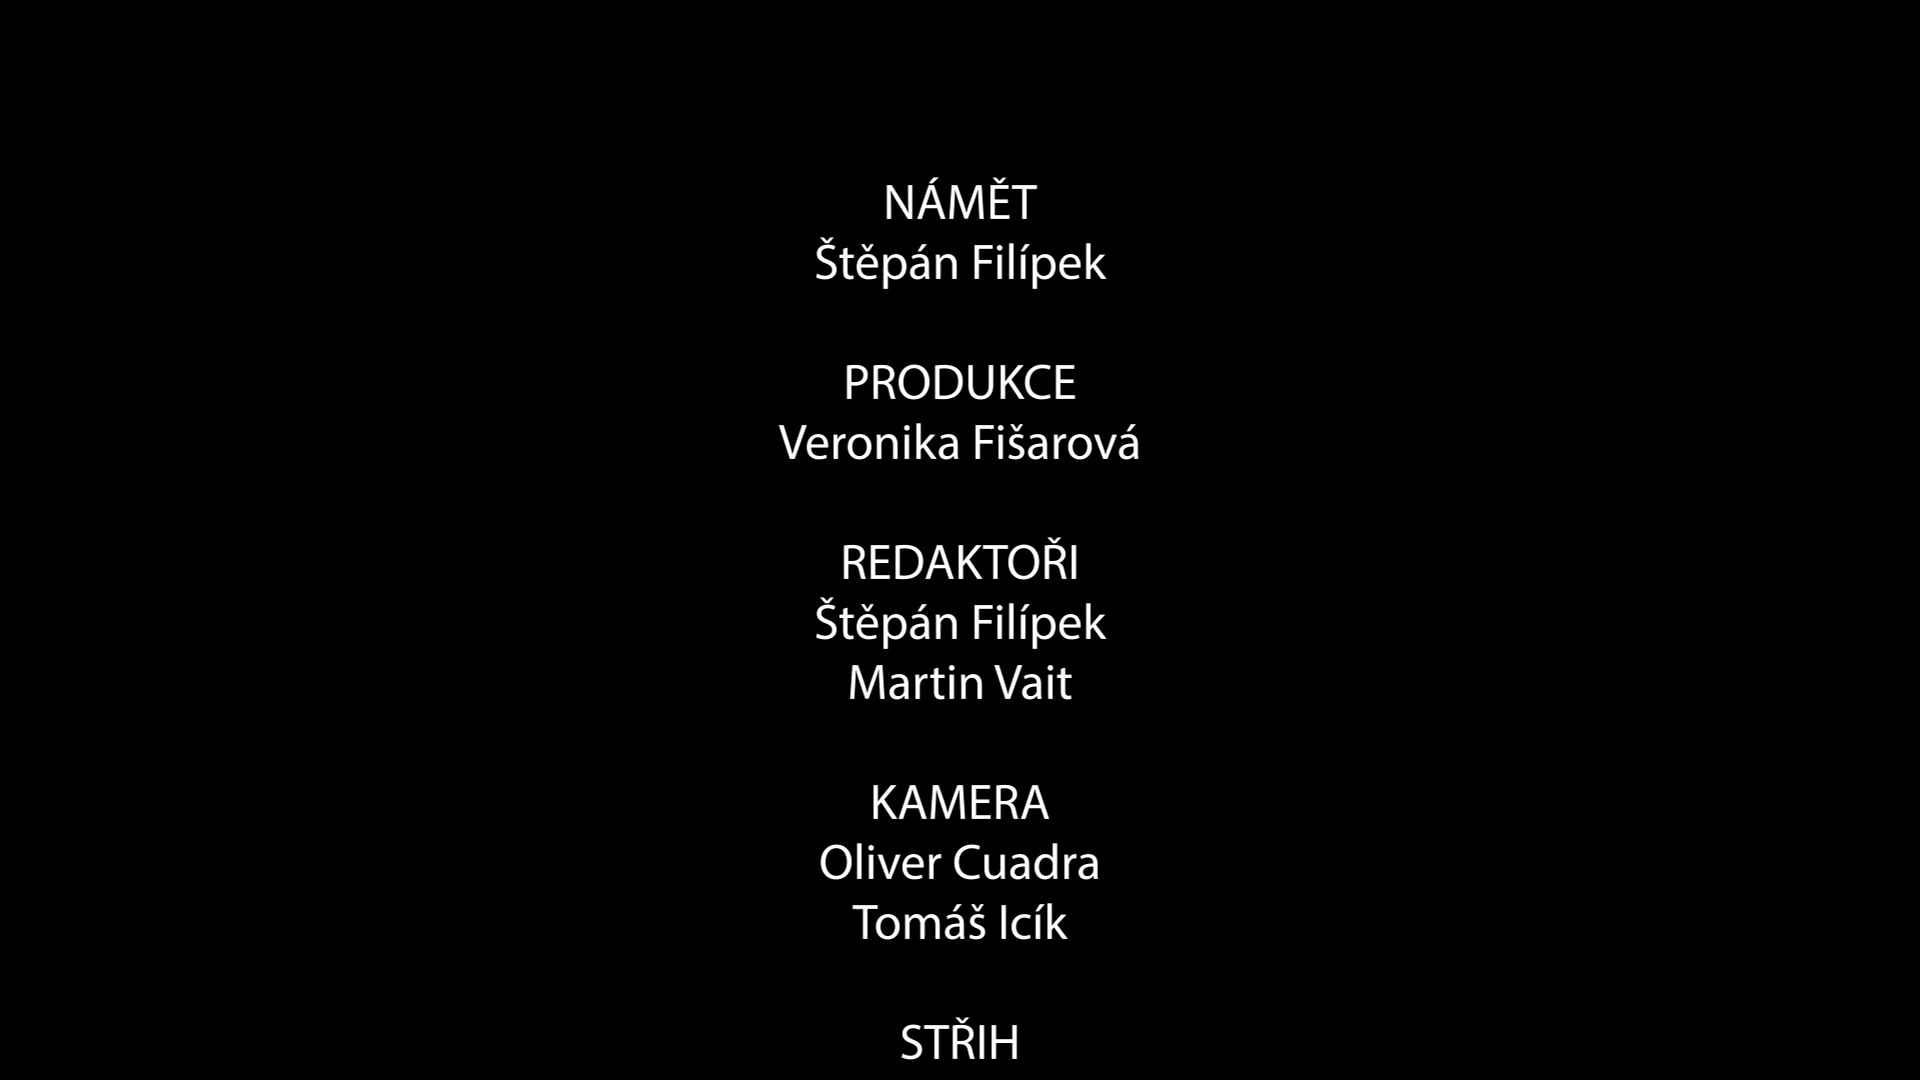 NÁMĚT
Štěpán Filípek
PRODUKCE
Veronika Fišarová
REDAKTOŘI
Štěpán Filípek
Martin Vait
KAMERA
Oliver Cuadra
Tomáš Icík
STŘIH